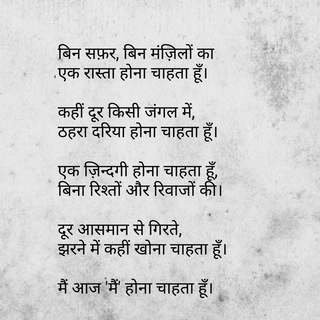 बिन सफ़र, बिन मंज़िलों का
एक रास्ता होना चाहता हूँ।
कहीं दूर किसी जंगल में,
ठहरा दरिया होना चाहता हूँ।
एक ज़िन्दगी होना चाहता हूँ,
बिना रिश्तों और रिवाजों की।
दूर आसमान से गिरते,
झरने में कहीं खोना चाहता हूँ।
मैं आज 'मैं' होना चाहता हूँ।